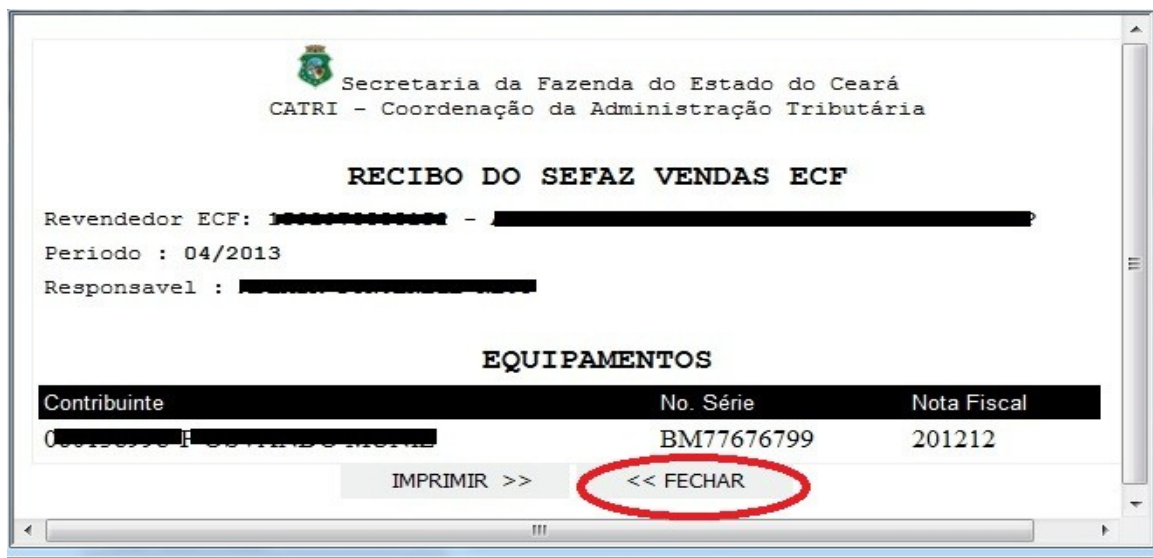 Secretaria da Fazenda do Estado do Ceará
CATRI - Coordenação da Administração Tributária
RECIBO DO SEFAZ VENDAS ECF
Revendedor ECF: -
Periodo : 04/2013
Responsavel :
EQUIPAMENTOS
Contribuinte No. Série Nota Fiscal
BM77676799 201212
IMPRIMIR >> << FECHAR